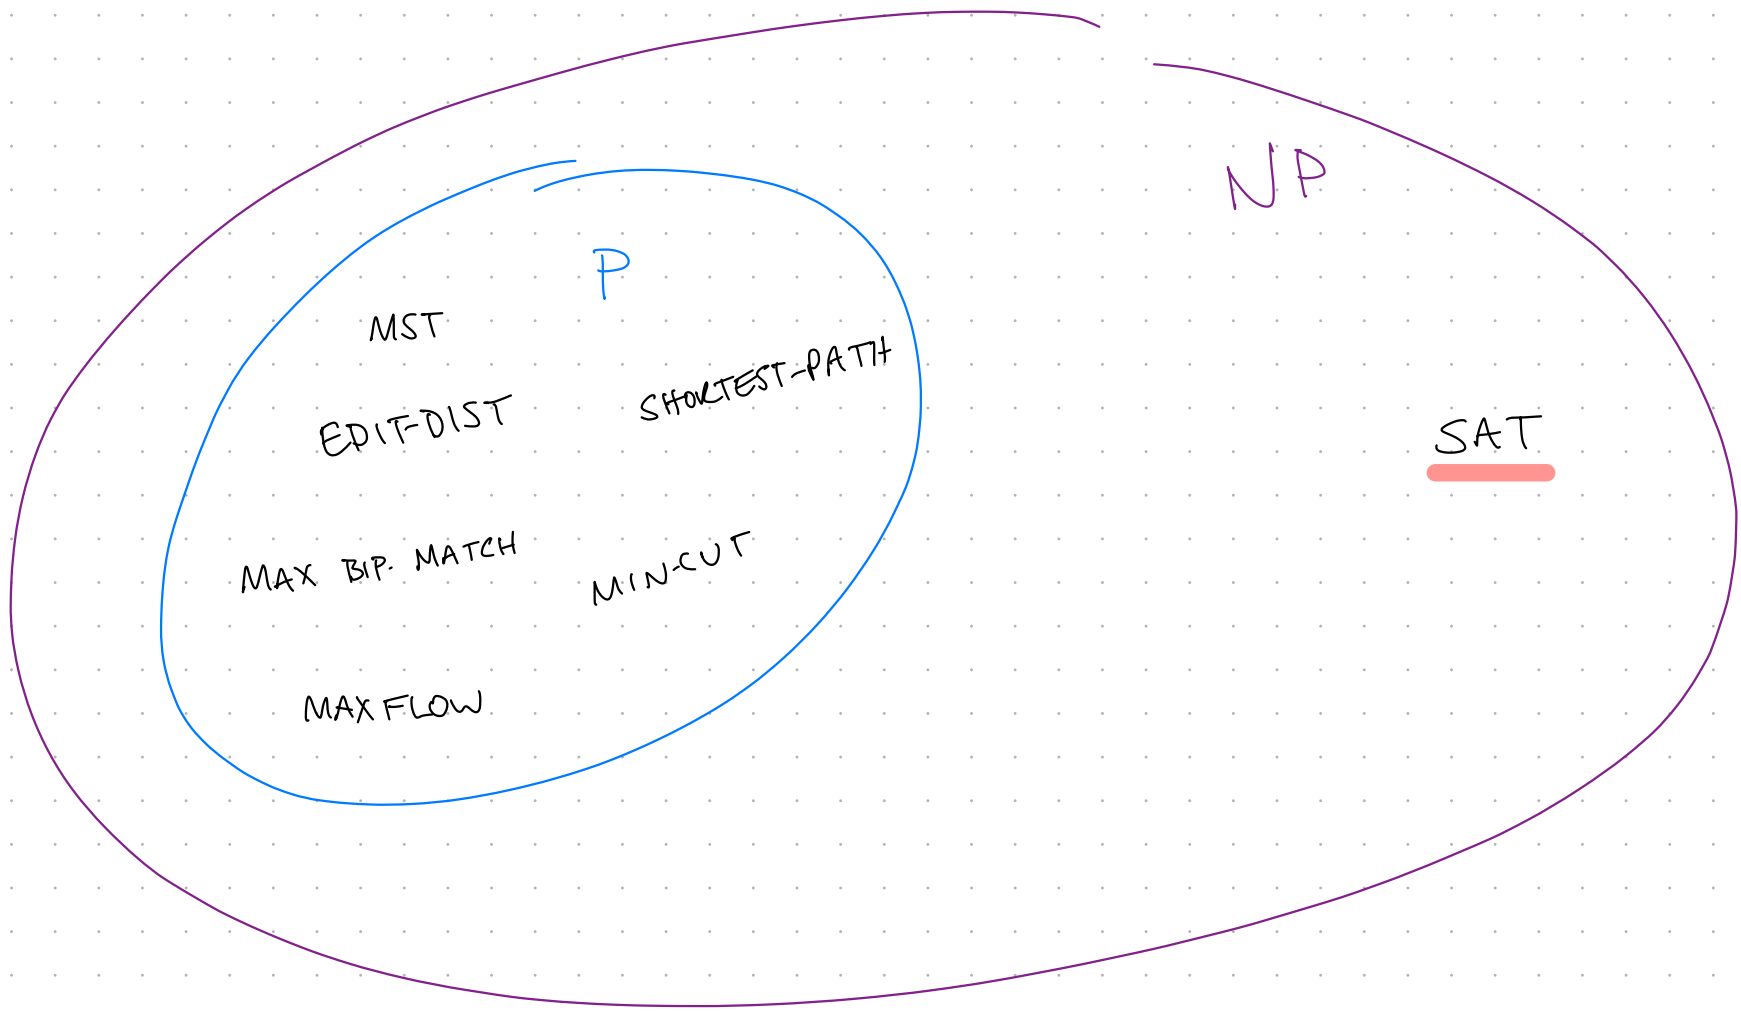 NP
P
MST
SHORTEST-PATH
EDIT-DIST
SAT
MAX BIP. MATCH
MIN-CUT
MAX FLOW